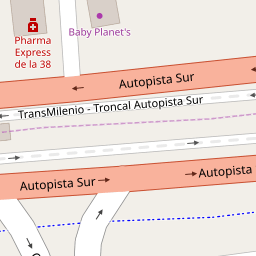 Pharma
Express
de la 38
Baby Planet's
Autopista Sur
TransMilenio - Troncal Autopista Sur
Autopista Sur
Autopista